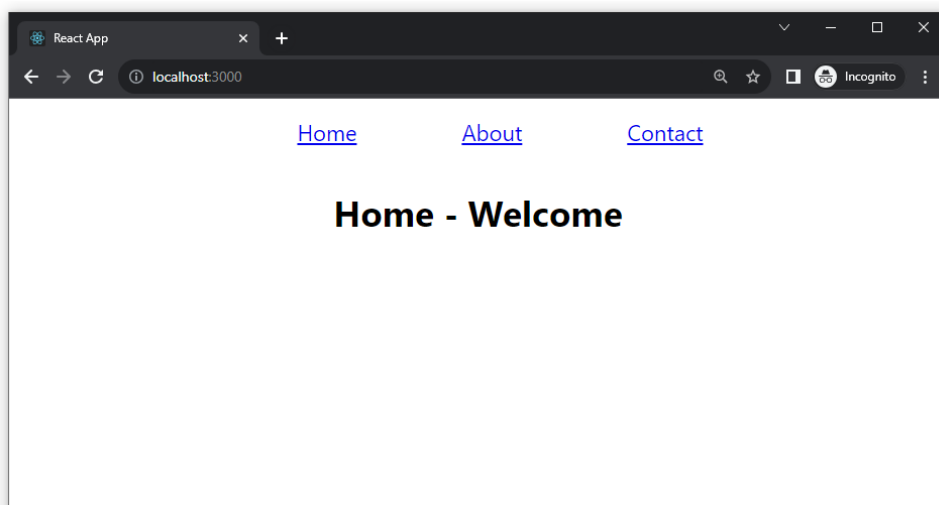 React App
localhost:3000
Incognito
Home About Contact
Home - Welcome